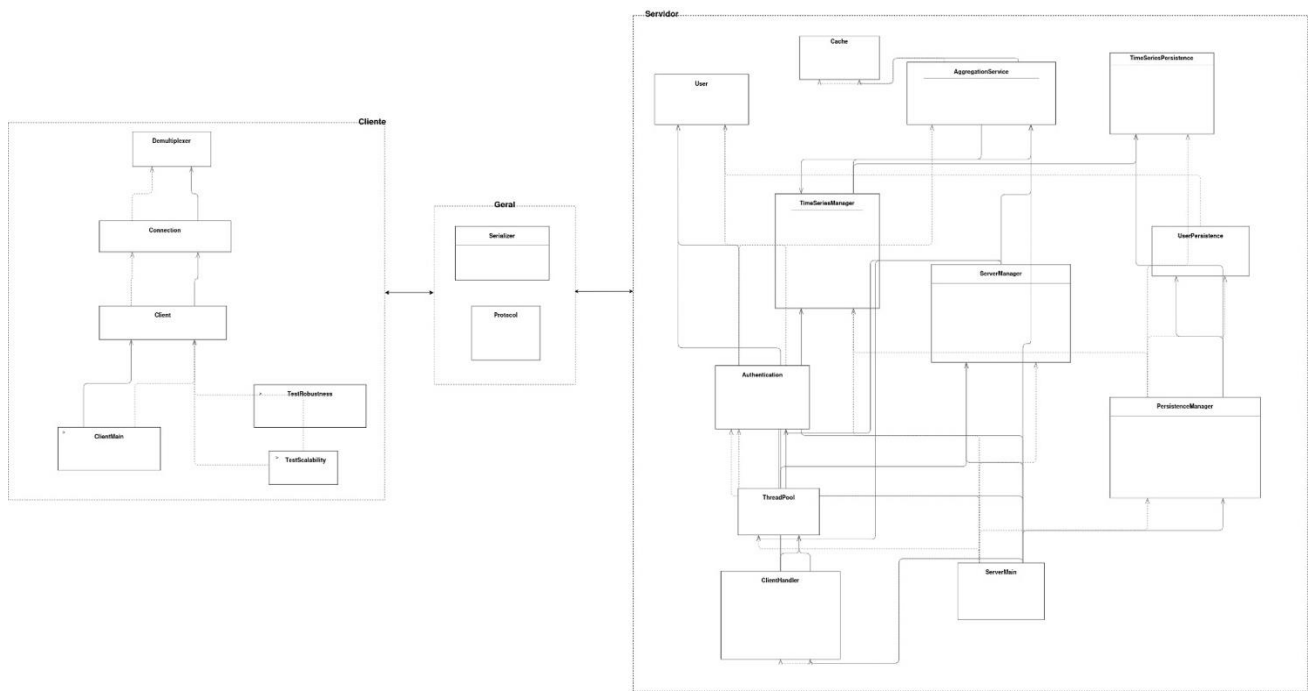 Cliente
Demultiplexer
Connection
Client
TestRobustness
ClientMain
TestScalability
Geral
Serializer
Protocol
Servidor
Cache
User
AggregationService
TimeSeriesPersistence
TimeSeriesManager
UserPersistence
ServerManager
Authentication
PersistenceManager
ThreadPool
ClientHandler
ServerMain